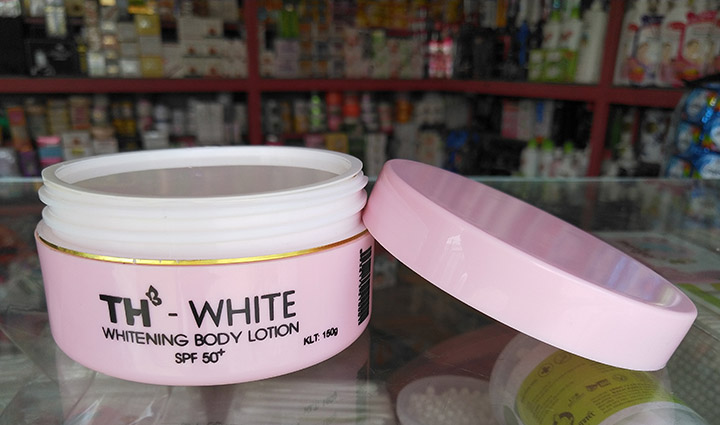 TH - WHITE
WHITENING BODY LOTION
KLT: 150g
SPF 50+